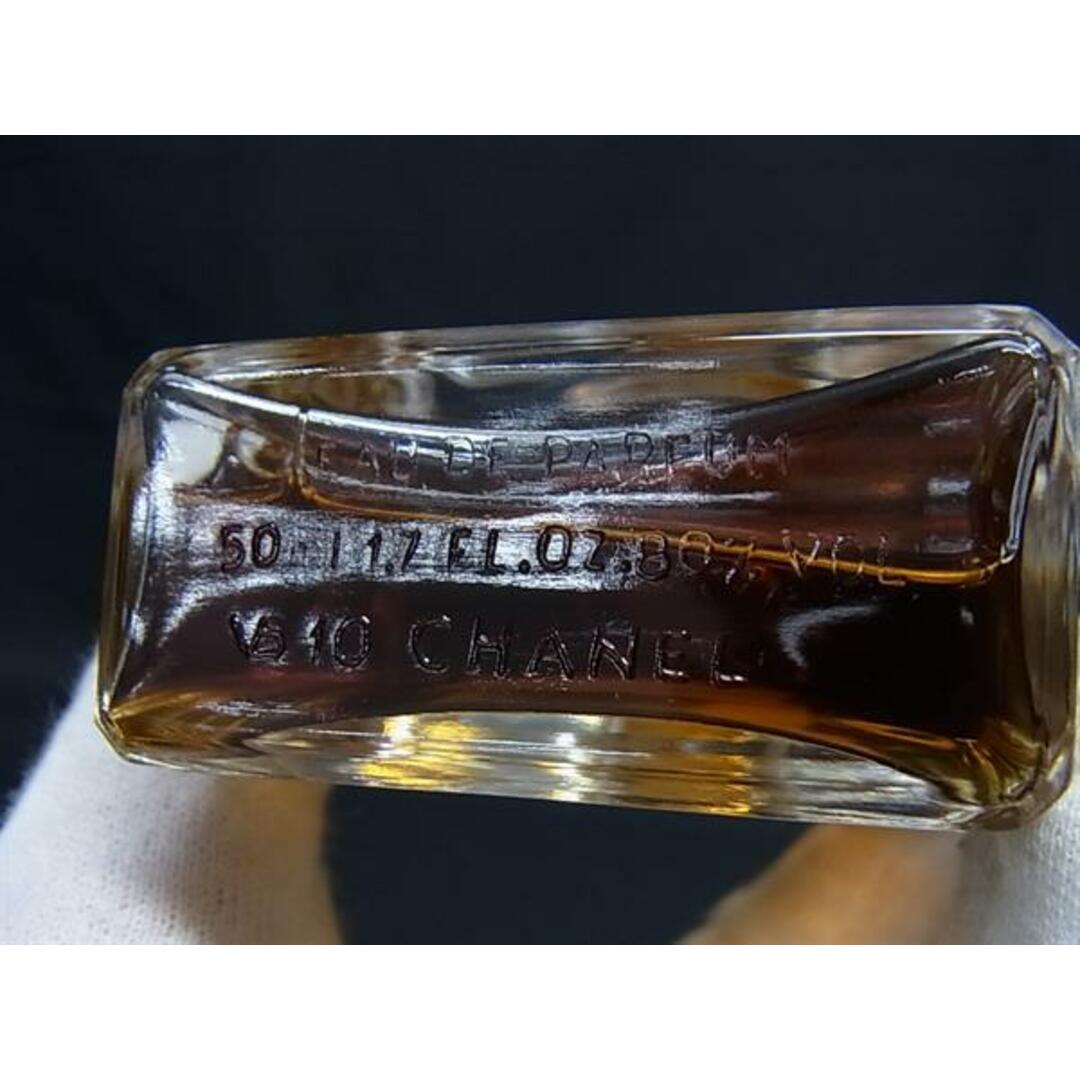 EAU DE PARFUM
50 ml 1.7 FL.OZ. 80% VOL
10 CHANEL